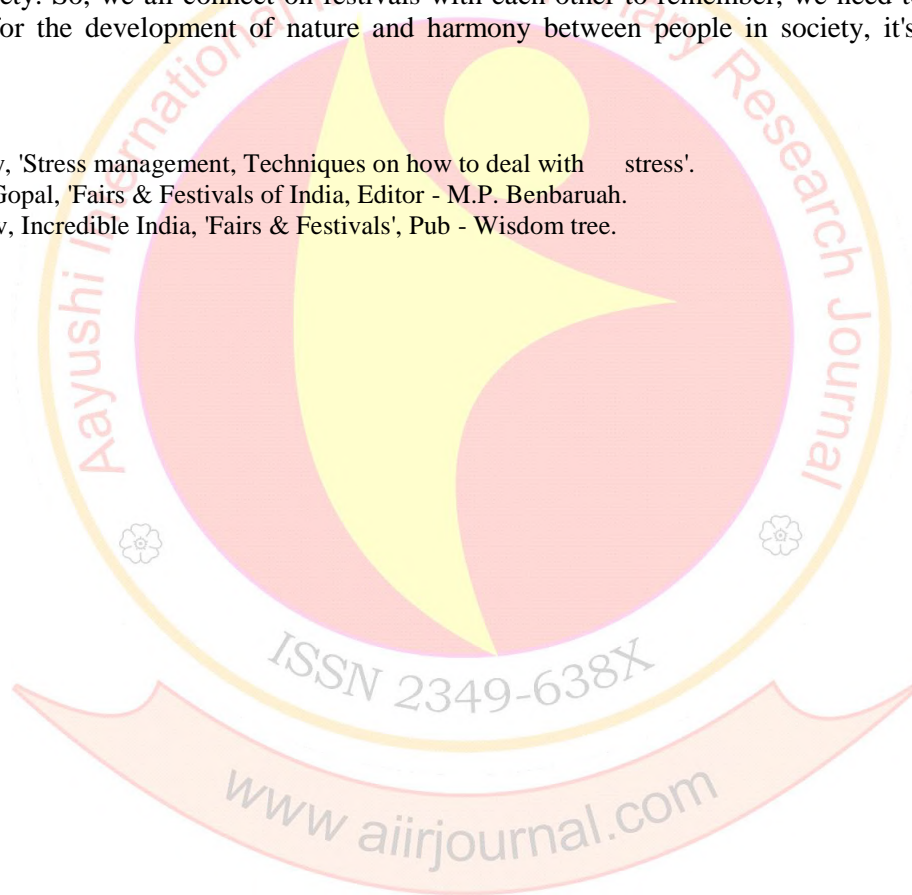 ety. So, we all connect on festivals with each other to remember, we need to
for the development of nature and harmony between people in society, it's
y, 'Stress management, Techniques on how to deal with stress'.
Gopal, 'Fairs & Festivals of India, Editor - M.P. Benbaruah.
v, Incredible India, 'Fairs & Festivals', Pub - Wisdom tree.
Aayushi International
ary Research Journal
ISSN 2349-638X
www aiirjournal.com